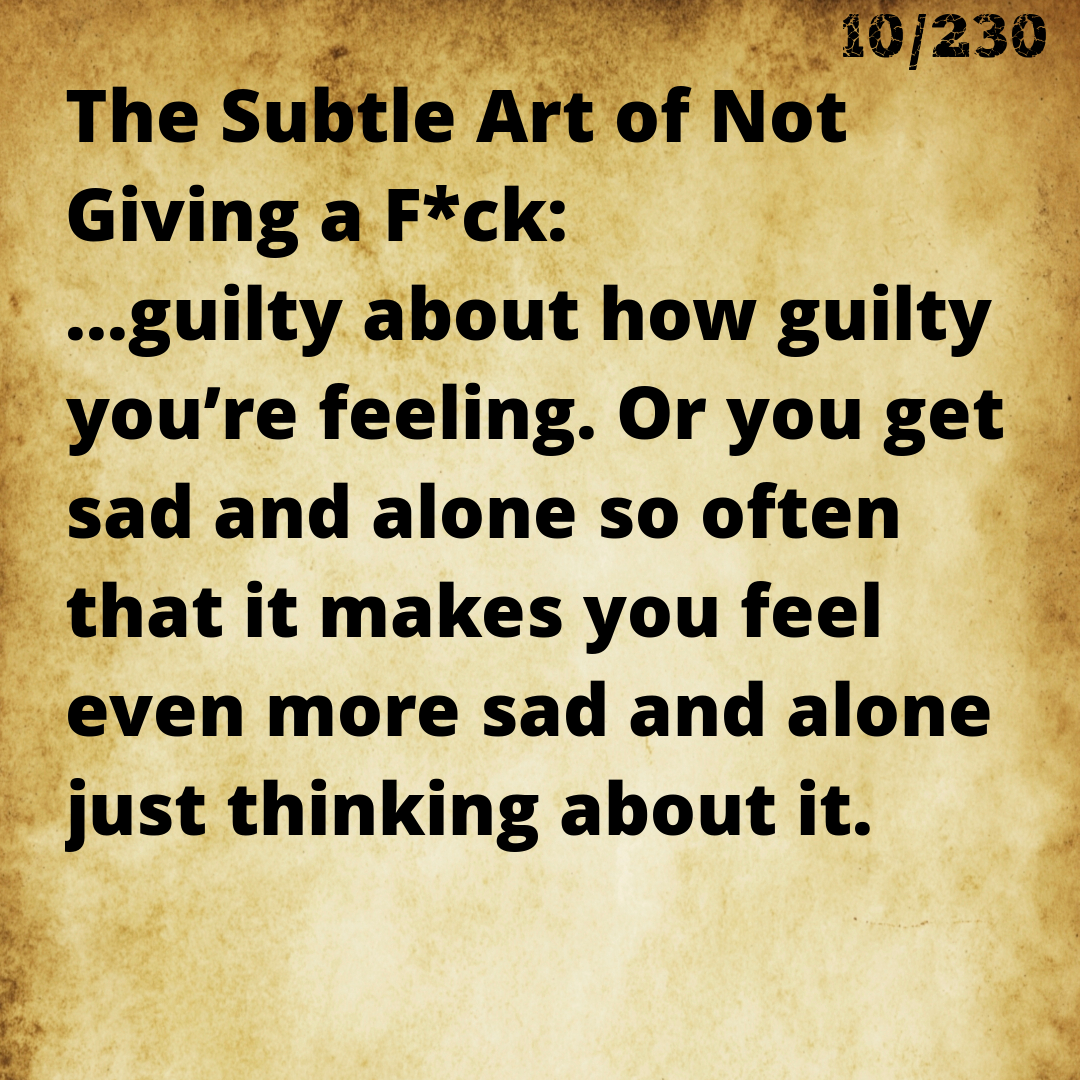 10/230
The Subtle Art of Not
Giving a F*ck:
...guilty about how guilty
you’re feeling. Or you get
sad and alone so often
that it makes you feel
even more sad and alone
just thinking about it.